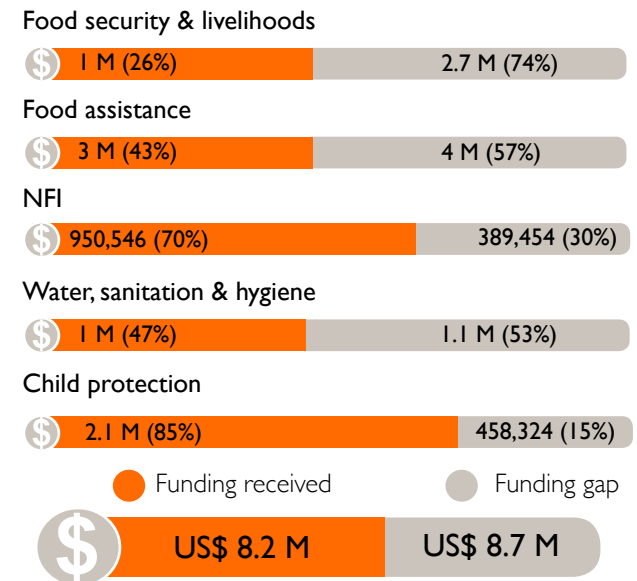 Food security & livelihoods
$ 1 M (26%) 2.7 M (74%)
Food assistance
$ 3 M (43%) 4 M (57%)
NFI
$ 950,546 (70%) 389,454 (30%)
Water, sanitation & hygiene
$ 1 M (47%) 1.1 M (53%)
Child protection
$ 2.1 M (85%) 458,324 (15%)
Funding received Funding gap
$ US$ 8.2 M US$ 8.7 M